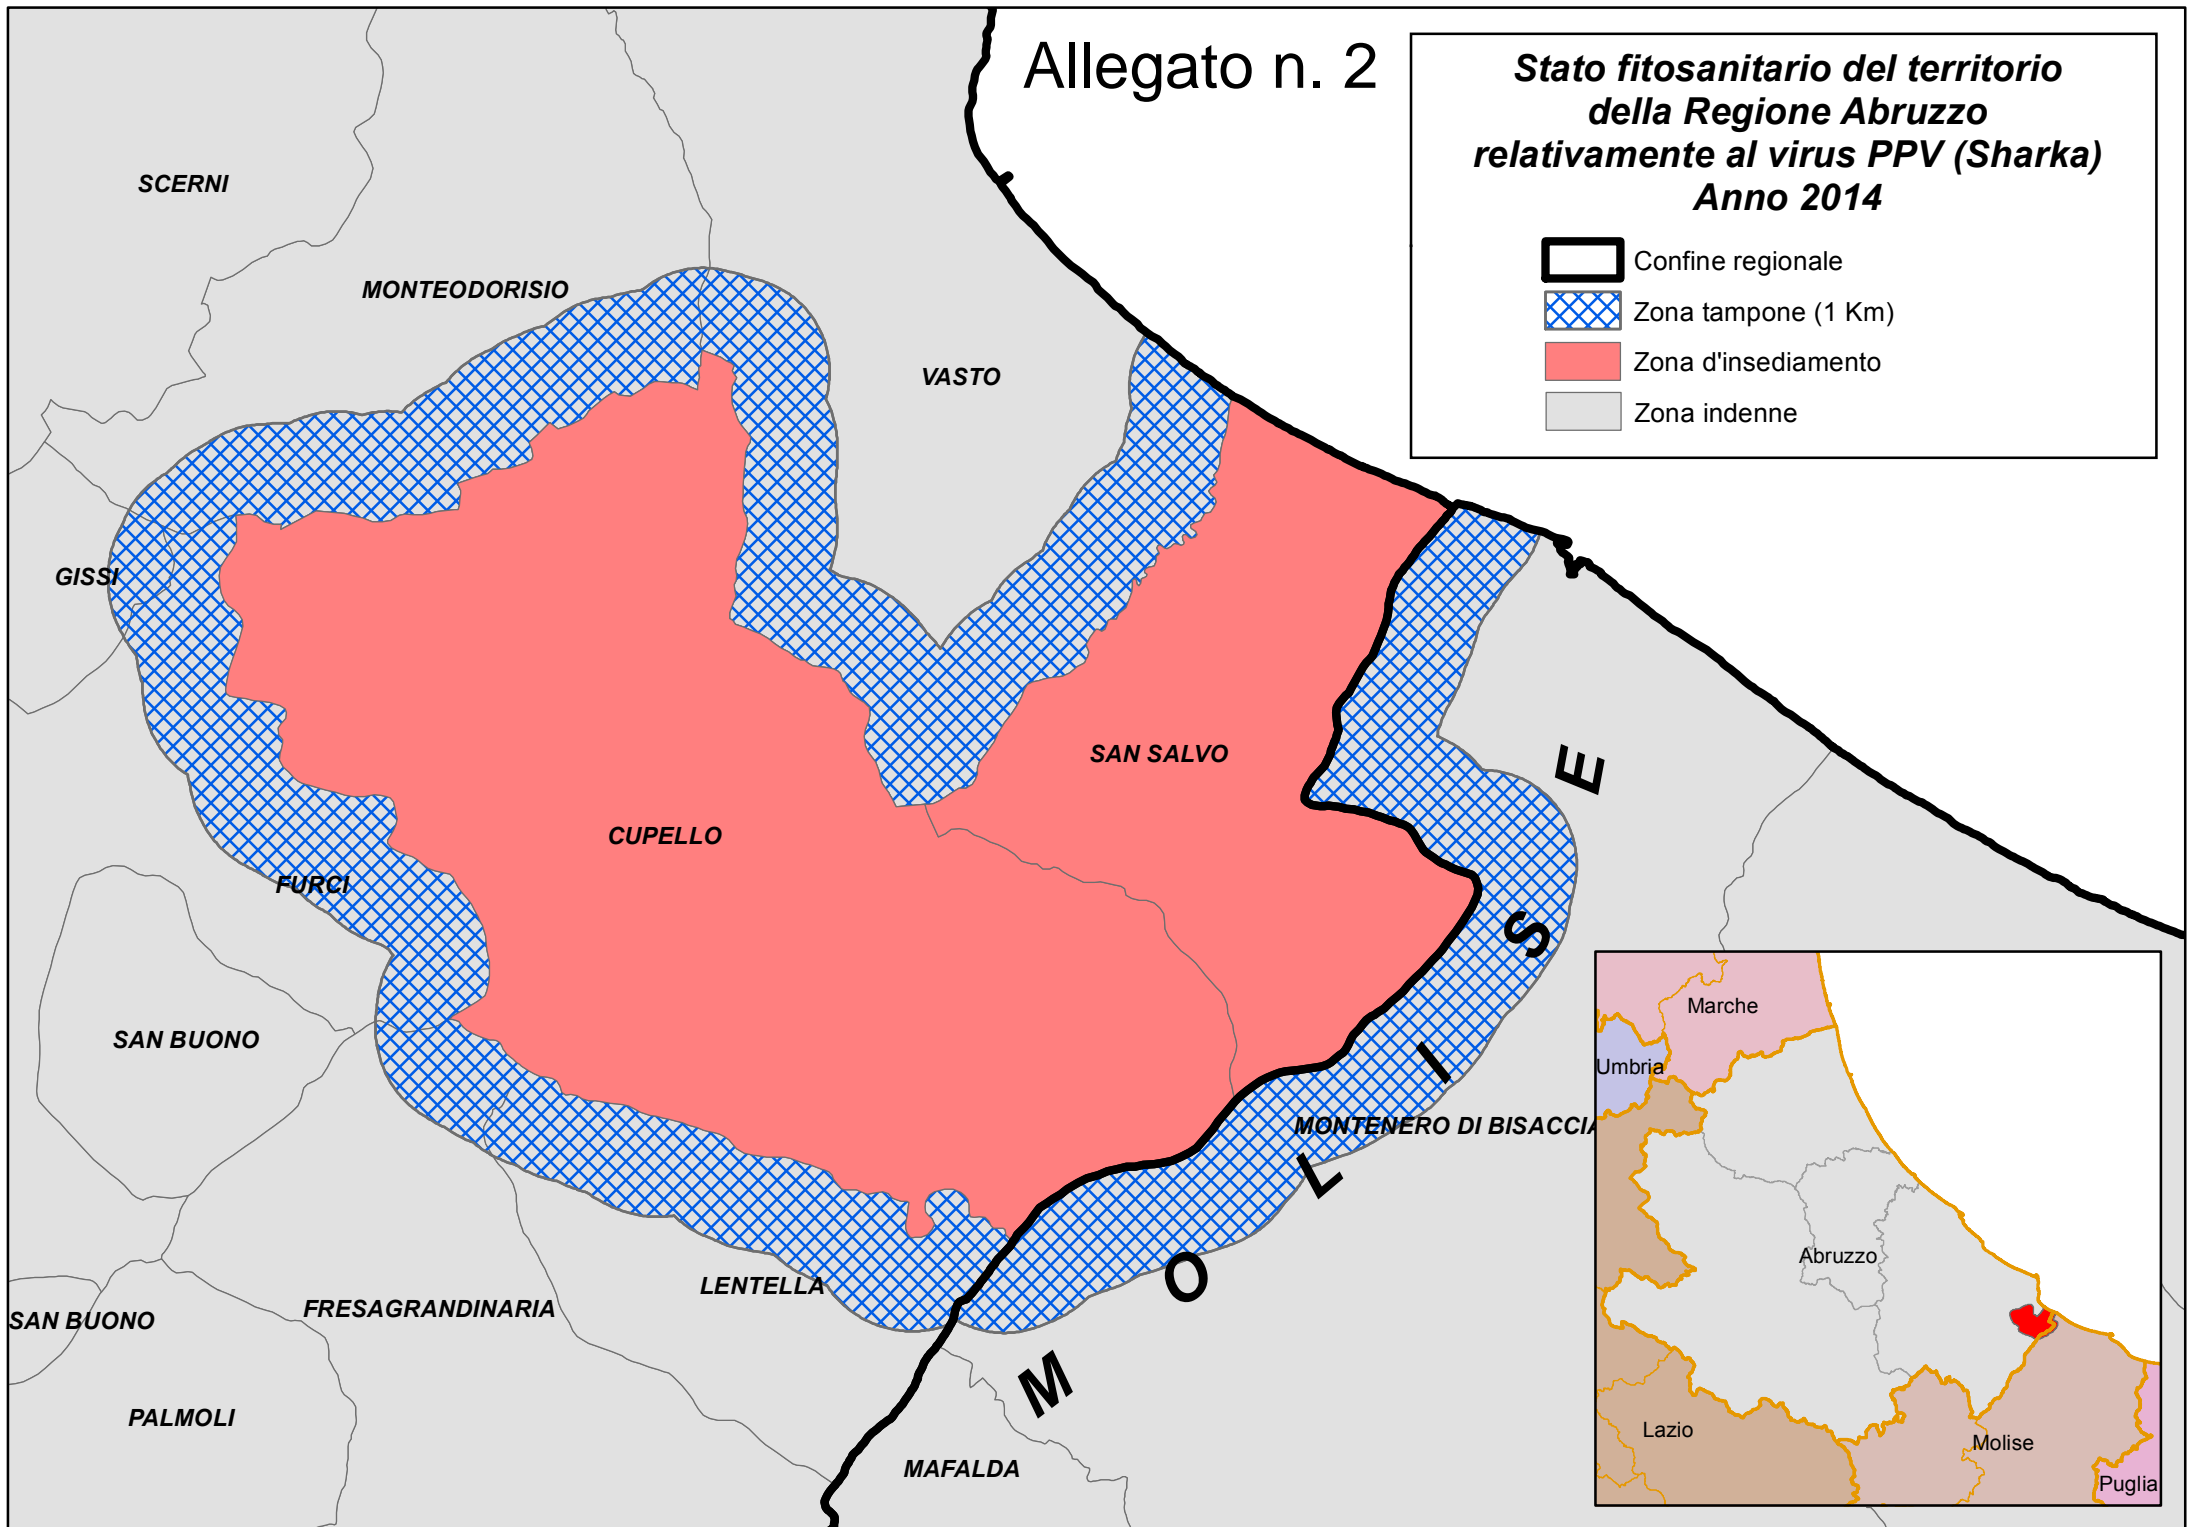 Allegato n. 2
Stato fitosanitario del territorio
della Regione Abruzzo
relativamente al virus PPV (Sharka)
Anno 2014
Confine regionale
Zona tampone (1 Km)
Zona d'insediamento
Zona indenne
SCERNI
MONTEODORISIO
VASTO
GISSI
SAN SALVO
CUPELLO
FURCI
SAN BUONO
MONTENERO DI BISACCIA
LENTELLA
FRESAGRANDINARIA
SAN BUONO
PALMOLI
MAFALDA
MOLISE
Marche
Umbria
Abruzzo
Lazio
Molise
Puglia